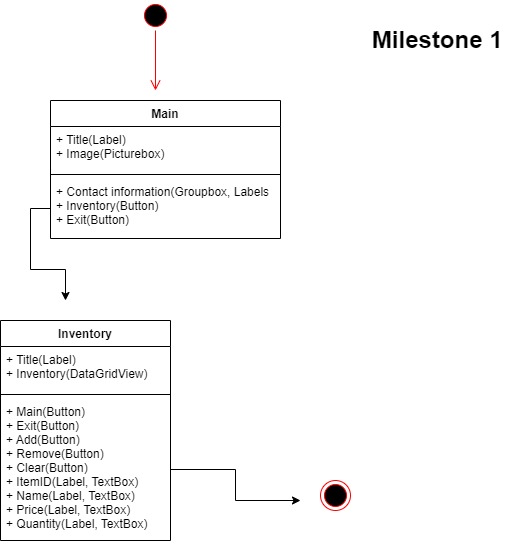 Milestone 1
Main
+ Title(Label)
+ Image(Picturebox)
+ Contact information(Groupbox, Labels
+ Inventory(Button)
+ Exit(Button)
Inventory
+ Title(Label)
+ Inventory(DataGridView)
+ Main(Button)
+ Exit(Button)
+ Add(Button)
+ Remove(Button)
+ Clear(Button)
+ ItemID(Label, TextBox)
+ Name(Label, TextBox)
+ Price(Label, TextBox)
+ Quantity(Label, TextBox)